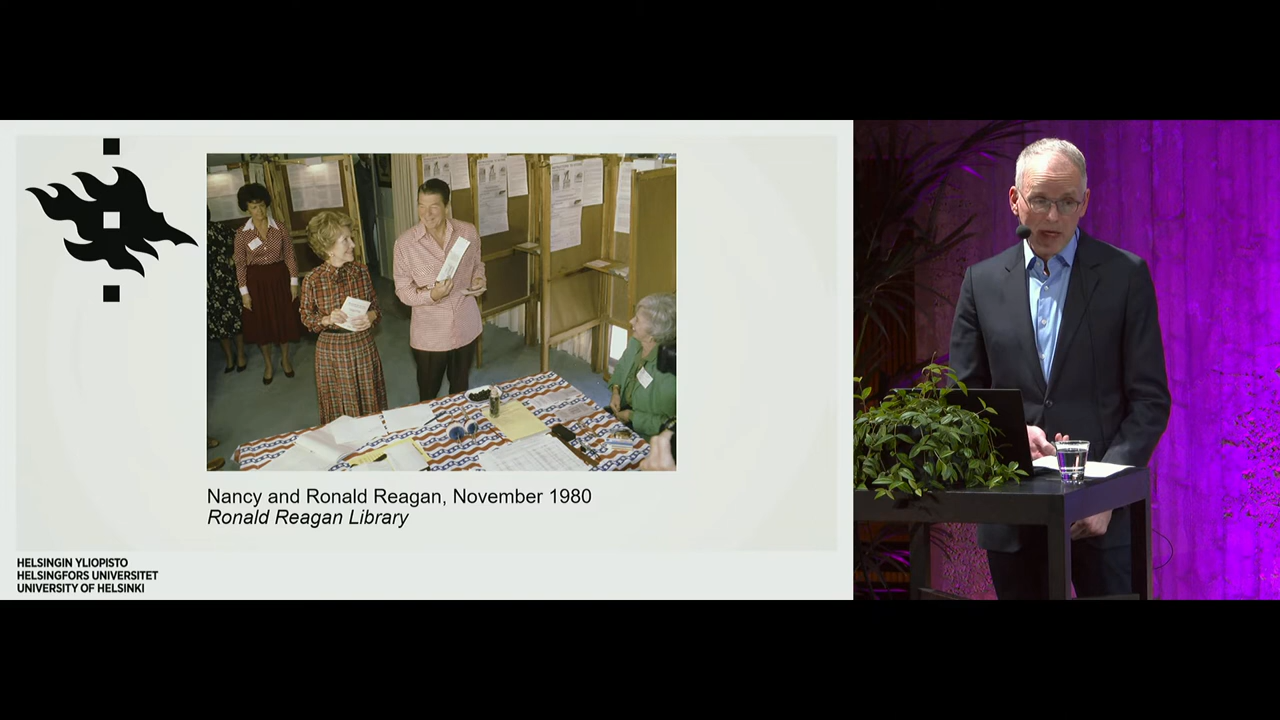 Nancy and Ronald Reagan, November 1980
Ronald Reagan Library
HELSINGIN YLIOPISTO
HELSINGFORS UNIVERSITET
UNIVERSITY OF HELSINKI